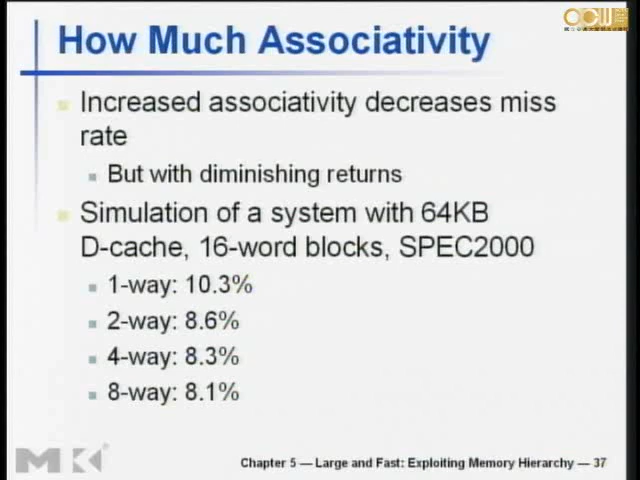 OCW
How Much Associativity
Increased associativity decreases miss
rate
But with diminishing returns
Simulation of a system with 64KB
D-cache, 16-word blocks, SPEC2000
1-way: 10.3%
2-way: 8.6%
4-way: 8.3%
8-way: 8.1%
MK
Chapter 5 — Large and Fast: Exploiting Memory Hierarchy — 37